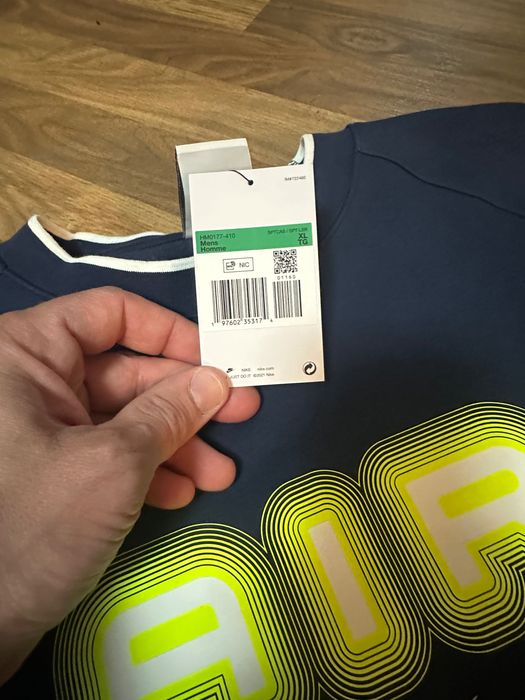 HM0177-410
Mens
Homme
SPTCAS / SPT LSR
XL
TG
NIC
01160
1 97602 35317 4
NIKE nike.com
JUST DO IT ©2021 Nike
AIR